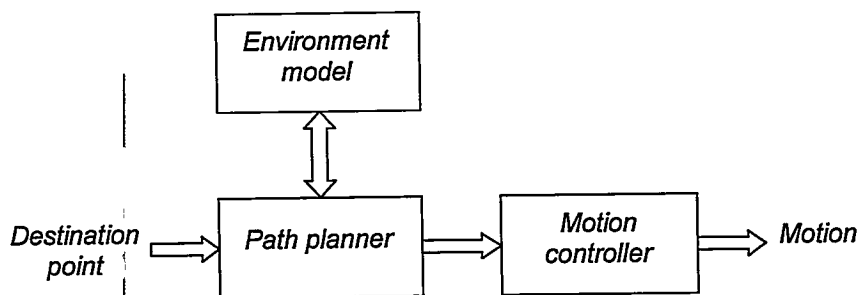 Environment
model
Destination
point
Path planner
Motion
controller
Motion